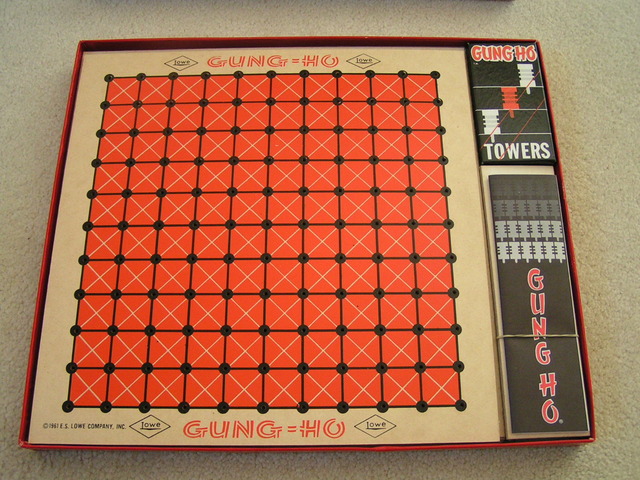 lowe GUNG=HO lowe
GUNG HO
TOWERS
GUNG HO®
©1961 E.S. LOWE COMPANY, INC. lowe GUNG=HO lowe